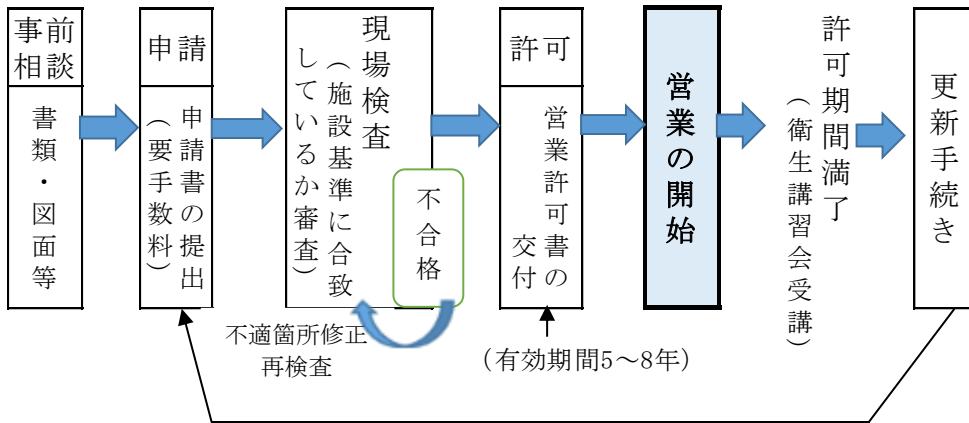 事前
相談
書類・図面等
申請
申請書の提出
（要手数料）
現場検査
（施設基準に合致
しているか審査）
不合格
不適箇所修正
再検査
許可
営業許可書の
交付
（有効期間5～8年）
営業の開始
許可期間満了
（衛生講習会受講）
更新手続き